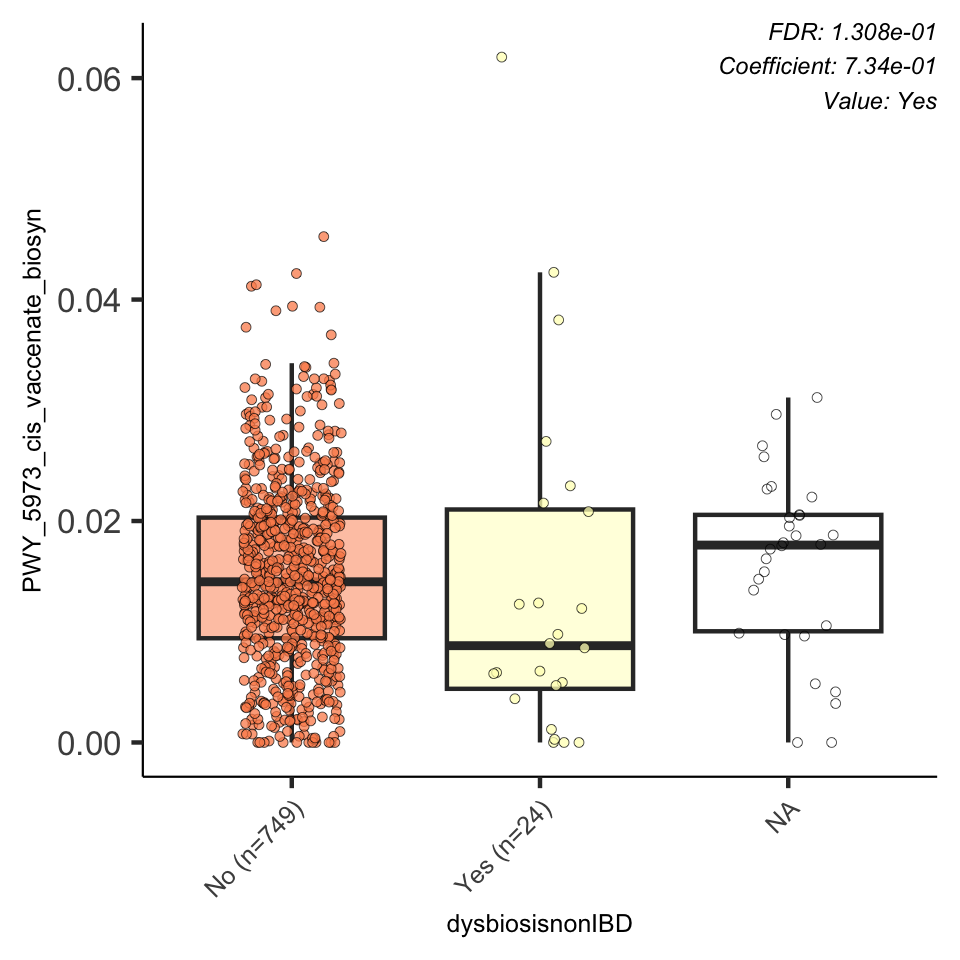 FDR: 1.308e-01
Coefficient: 7.34e-01
Value: Yes
PWY_5973_cis_vaccenate_biosyn
0.06
0.04
0.02
0.00
No (n=749)
Yes (n=24)
NA
dysbiosisnonIBD